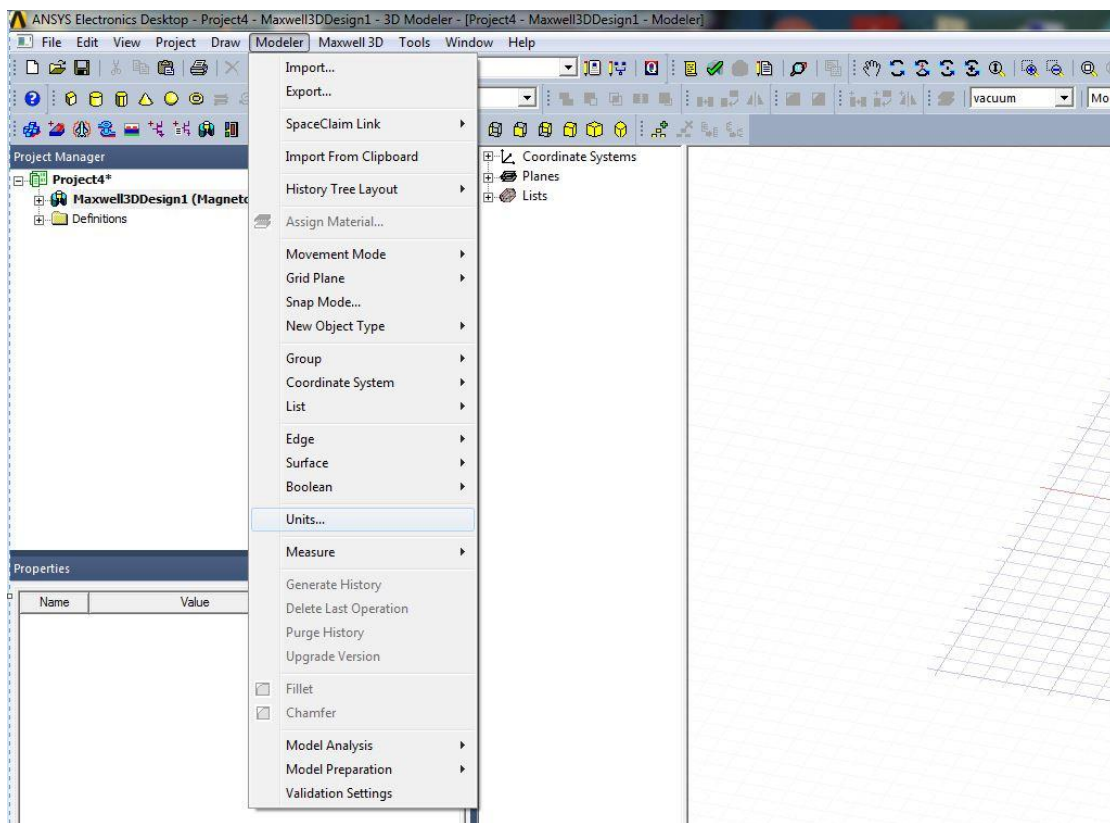 ANSYS Electronics Desktop - Project4 - Maxwell3DDesign1 - 3D Modeler - [Project4 - Maxwell3DDesign1 - Modeler]
File Edit View Project Draw Modeler Maxwell 3D Tools Window Help
vacuum
Project Manager
Project4*
Maxwell3DDesign1 (Magneto
Definitions
Import...
Export...
SpaceClaim Link
Import From Clipboard
History Tree Layout
Assign Material...
Movement Mode
Grid Plane
Snap Mode...
New Object Type
Group
Coordinate System
List
Edge
Surface
Boolean
Units...
Measure
Generate History
Delete Last Operation
Purge History
Upgrade Version
Fillet
Chamfer
Model Analysis
Model Preparation
Validation Settings
Coordinate Systems
Planes
Lists
Properties
Name Value